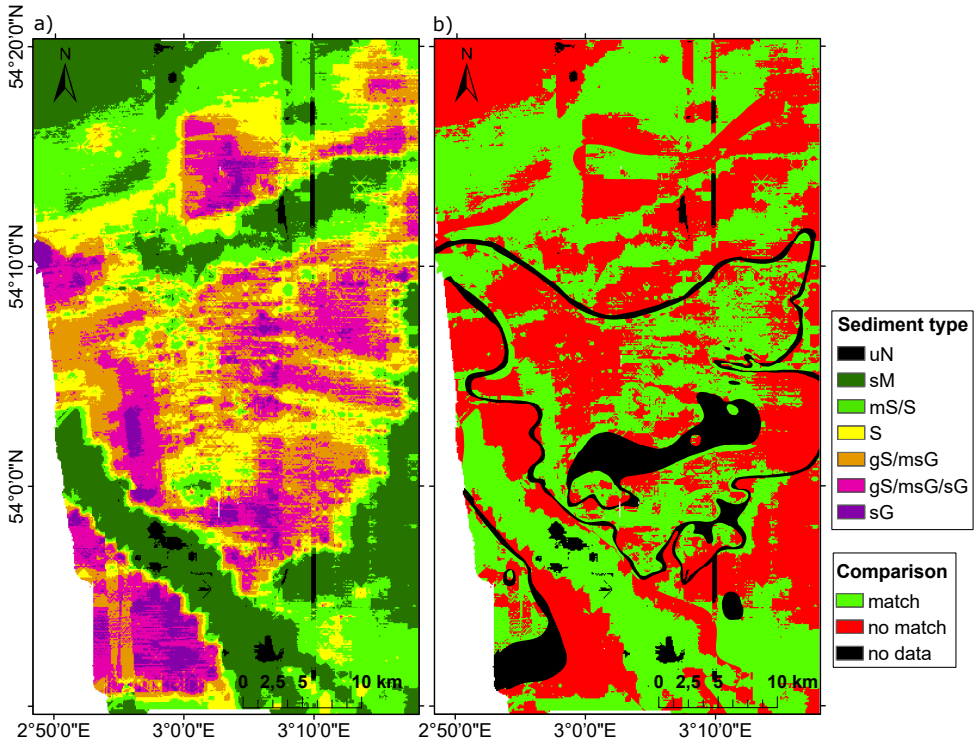 a)
b)
N
N
54°20'0"N
54°10'0"N
54°0'0"N
Sediment type
uN
sM
mS/S
S
gS/msG
gS/msG/sG
sG
Comparison
match
no match
no data
0 2,5 5 10 km
0 2,5 5 10 km
2°50'0"E 3°0'0"E 3°10'0"E
2°50'0"E 3°0'0"E 3°10'0"E